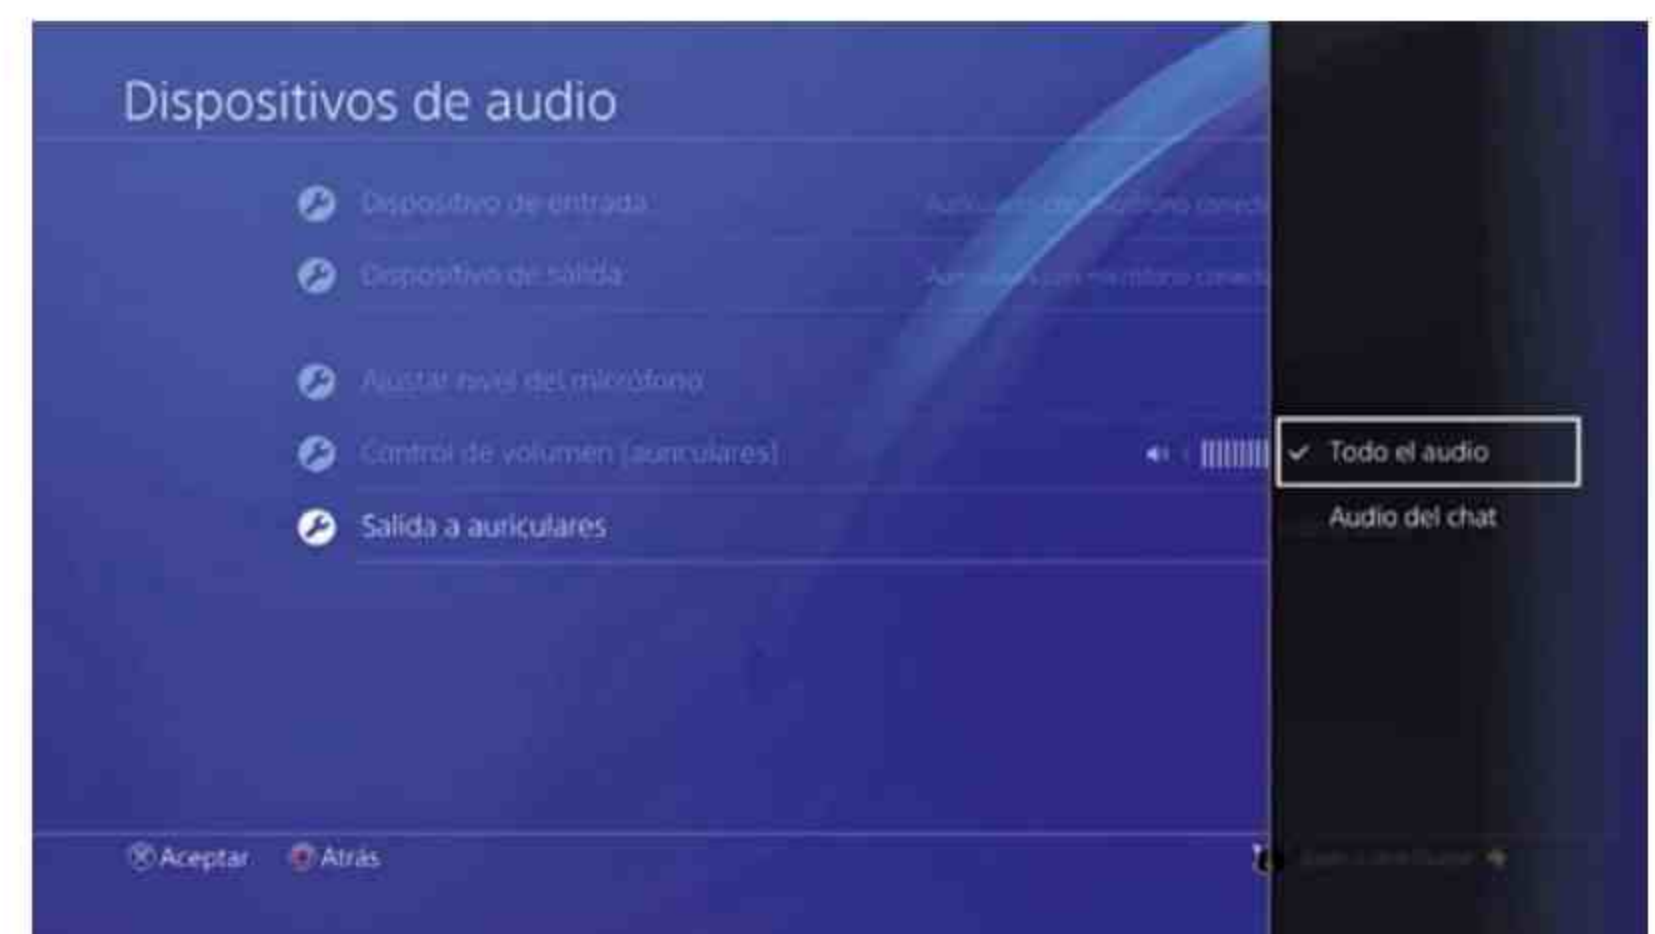 Dispositivos de audio
Dispositivo de entrada
Dispositivo de salida
Ajustar nivel del micrófono
Control de volumen (auriculares)
Salida a auriculares
✓ Todo el audio
Audio del chat
Aceptar Atrás